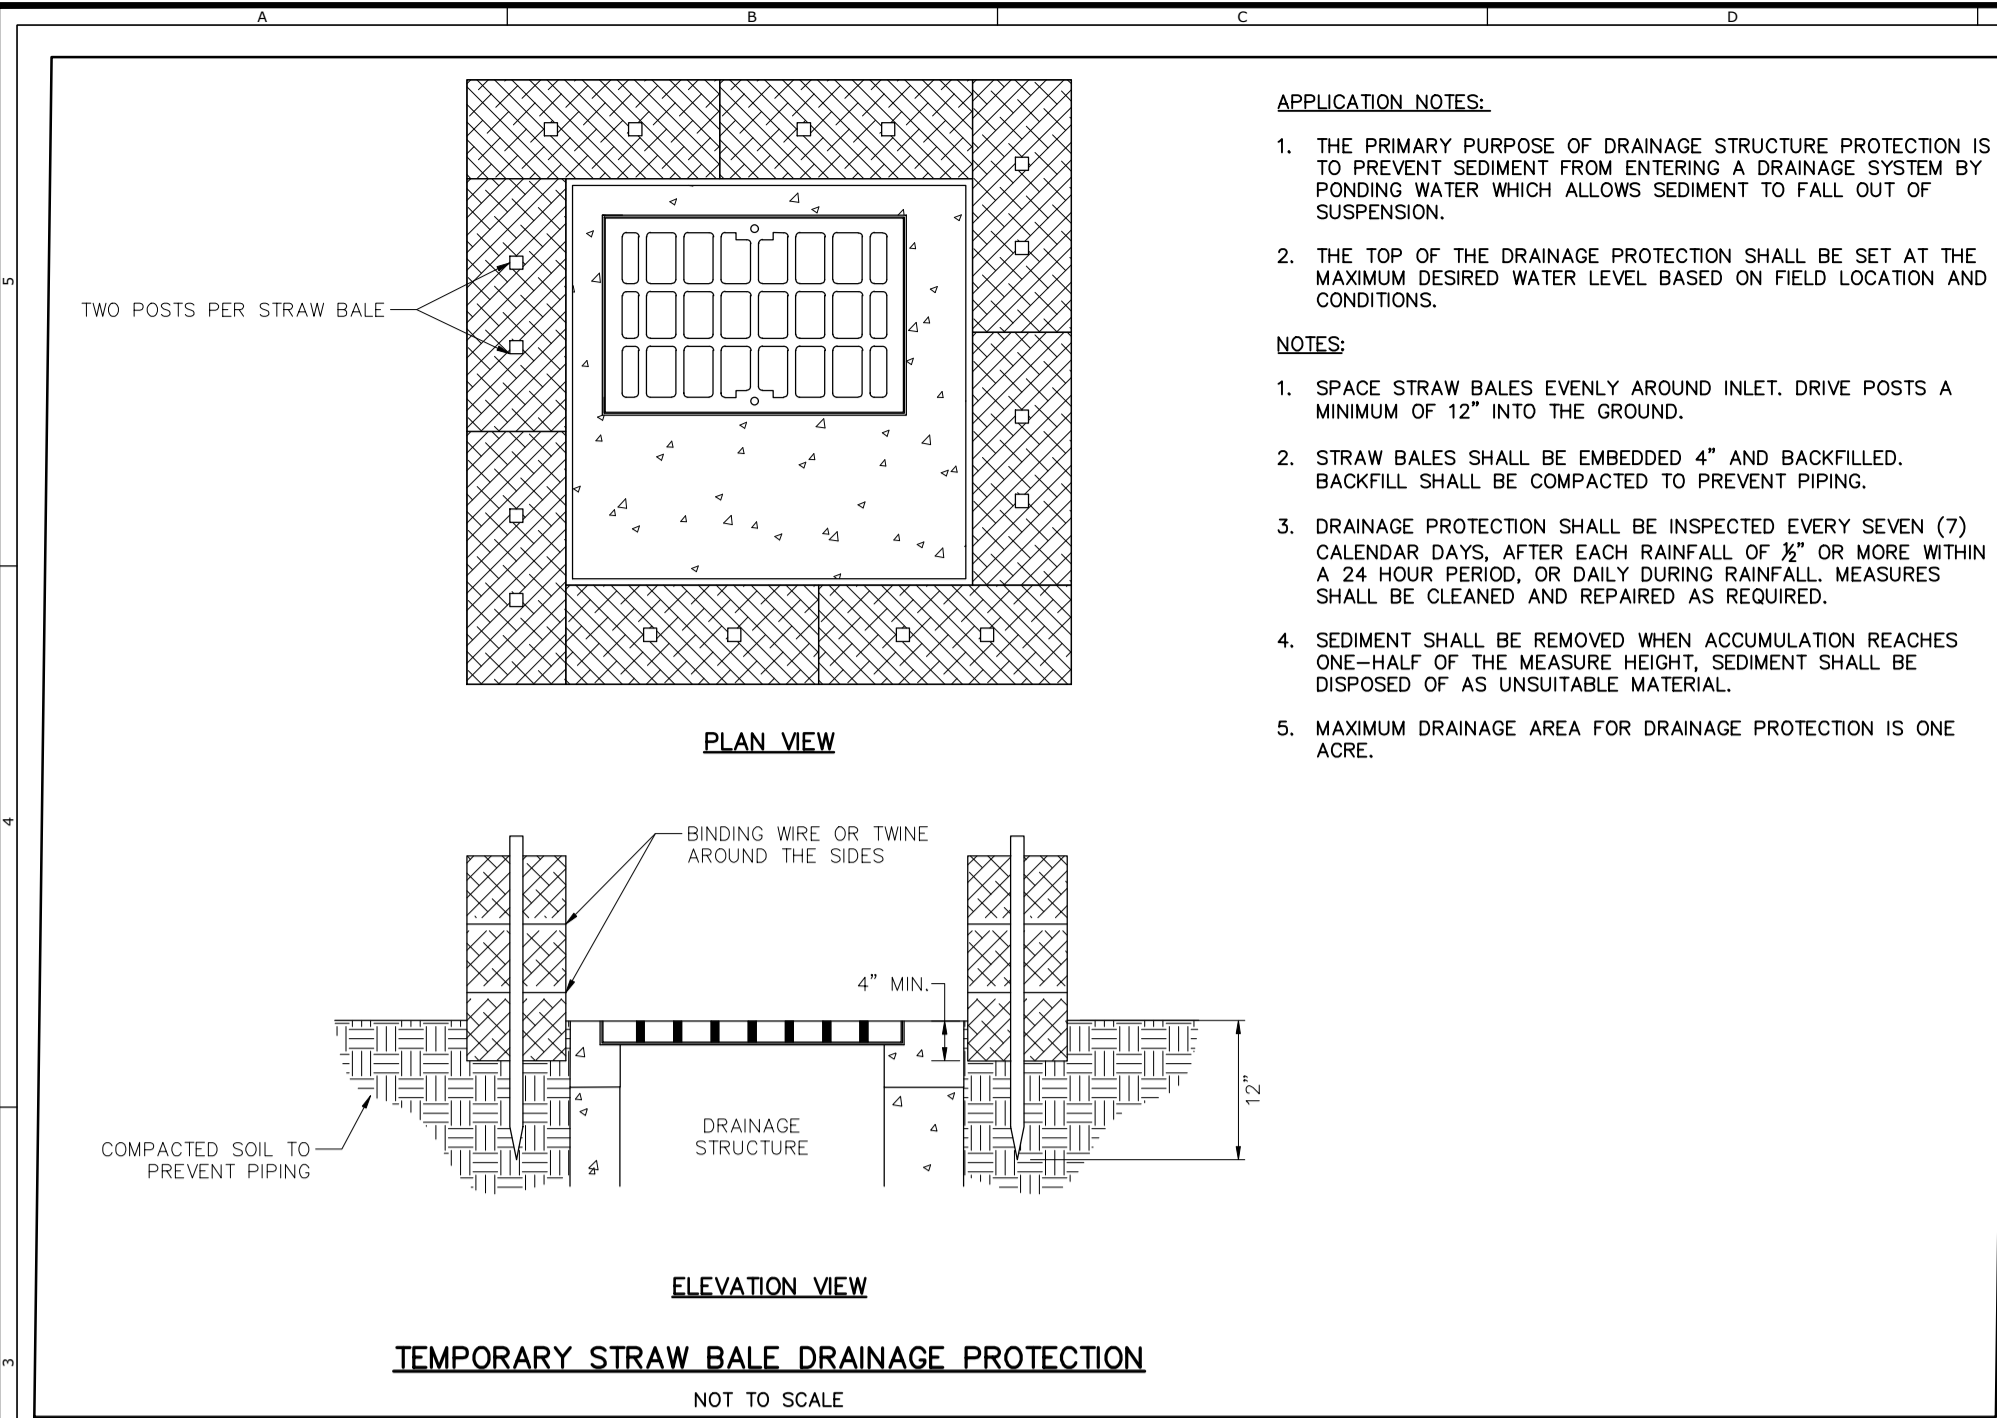 A
B
C
D
5
4
3
TWO POSTS PER STRAW BALE
PLAN VIEW
BINDING WIRE OR TWINE
AROUND THE SIDES
4" MIN.
12"
DRAINAGE
STRUCTURE
COMPACTED SOIL TO
PREVENT PIPING
ELEVATION VIEW
TEMPORARY STRAW BALE DRAINAGE PROTECTION
NOT TO SCALE
APPLICATION NOTES:
1. THE PRIMARY PURPOSE OF DRAINAGE STRUCTURE PROTECTION IS
TO PREVENT SEDIMENT FROM ENTERING A DRAINAGE SYSTEM BY
PONDING WATER WHICH ALLOWS SEDIMENT TO FALL OUT OF
SUSPENSION.
2. THE TOP OF THE DRAINAGE PROTECTION SHALL BE SET AT THE
MAXIMUM DESIRED WATER LEVEL BASED ON FIELD LOCATION AND
CONDITIONS.
NOTES:
1. SPACE STRAW BALES EVENLY AROUND INLET. DRIVE POSTS A
MINIMUM OF 12" INTO THE GROUND.
2. STRAW BALES SHALL BE EMBEDDED 4" AND BACKFILLED.
BACKFILL SHALL BE COMPACTED TO PREVENT PIPING.
3. DRAINAGE PROTECTION SHALL BE INSPECTED EVERY SEVEN (7)
CALENDAR DAYS, AFTER EACH RAINFALL OF ½" OR MORE WITHIN
A 24 HOUR PERIOD, OR DAILY DURING RAINFALL. MEASURES
SHALL BE CLEANED AND REPAIRED AS REQUIRED.
4. SEDIMENT SHALL BE REMOVED WHEN ACCUMULATION REACHES
ONE-HALF OF THE MEASURE HEIGHT, SEDIMENT SHALL BE
DISPOSED OF AS UNSUITABLE MATERIAL.
5. MAXIMUM DRAINAGE AREA FOR DRAINAGE PROTECTION IS ONE
ACRE.